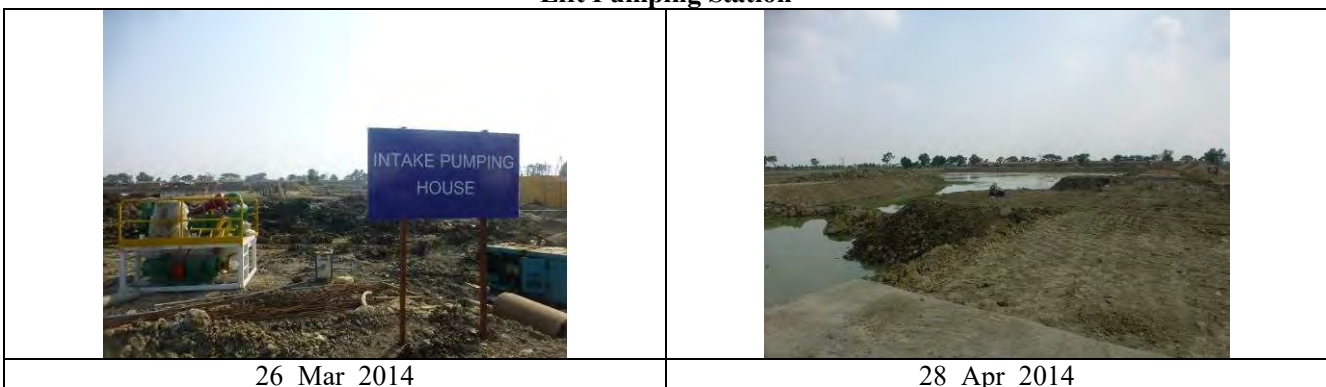 Lift Pumping Station
INTAKE PUMPING
HOUSE
26 Mar 2014
28 Apr 2014